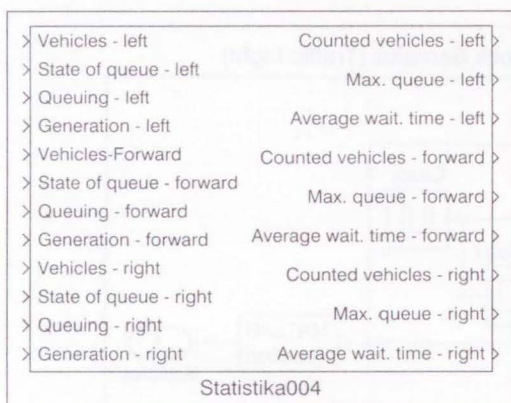 Vehicles - left
State of queue - left
Queuing - left
Generation - left
Vehicles-Forward
State of queue - forward
Queuing - forward
Generation - forward
Vehicles - right
State of queue - right
Queuing - right
Generation - right
Counted vehicles - left
Max. queue - left
Average wait. time - left
Counted vehicles - forward
Max. queue - forward
Average wait. time - forward
Counted vehicles - right
Max. queue - right
Average wait. time - right
Statistika004